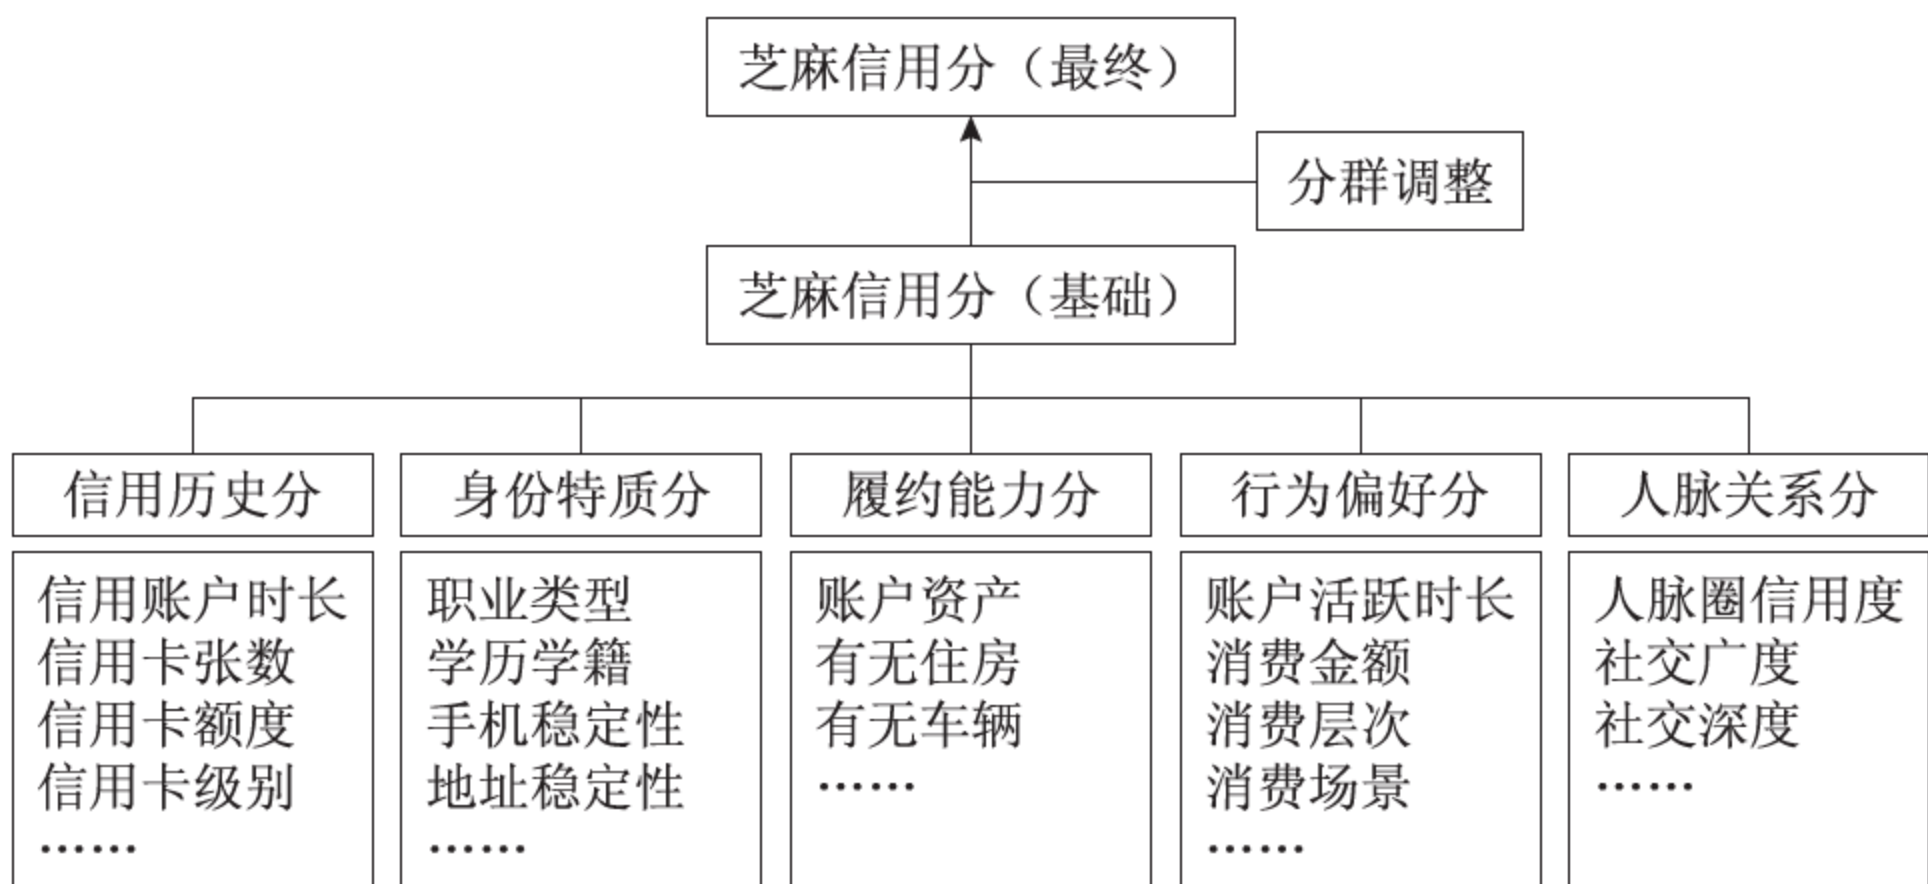 芝麻信用分（最终）
分群调整
芝麻信用分（基础）
信用历史分
身份特质分
履约能力分
行为偏好分
人脉关系分
信用账户时长
信用卡张数
信用卡额度
信用卡级别
……
职业类型
学历学籍
手机稳定性
地址稳定性
……
账户资产
有无住房
有无车辆
……
账户活跃时长
消费金额
消费层次
消费场景
……
人脉圈信用度
社交广度
社交深度
……